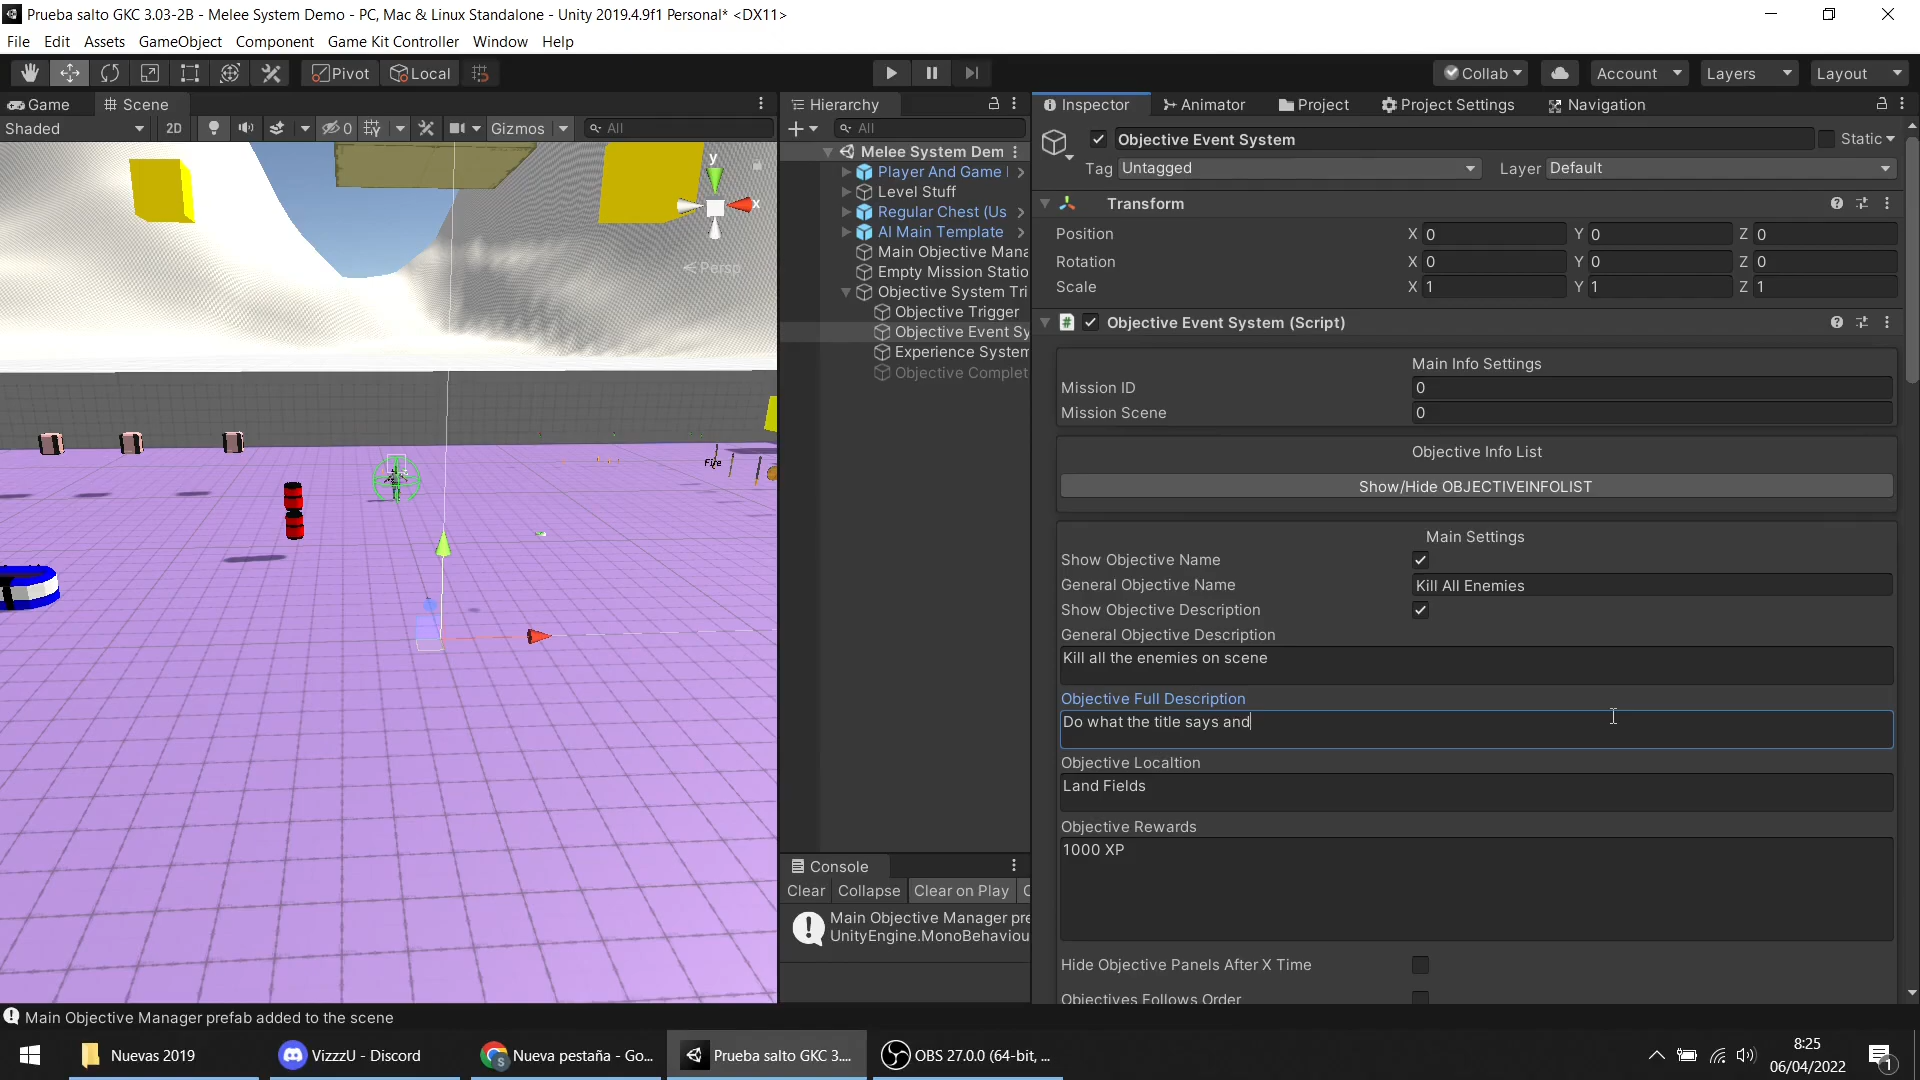 Prueba salto GKC 3.03-2B - Melee System Demo - PC, Mac & Linux Standalone - Unity 2019.4.9f1 Personal* <DX11>
File Edit Assets GameObject Component Game Kit Controller Window Help
Pivot Local Collab Account Layers Layout
Game Scene
Shaded 2D 0 Gizmos All
y
x
Persp
Fire
Hierarchy
All
Melee System Dem
Player And Game
Level Stuff
Regular Chest (Us
AI Main Template
Main Objective Mana
Empty Mission Statio
Objective System Tri
Objective Trigger
Objective Event Sy
Experience System
Objective Complet
Console
Clear Collapse Clear on Play
Main Objective Manager pre
UnityEngine.MonoBehaviou
Inspector Animator Project Project Settings Navigation
Objective Event System Static
Tag Untagged Layer Default
Transform
Position X 0 Y 0 Z 0
Rotation X 0 Y 0 Z 0
Scale X 1 Y 1 Z 1
Objective Event System (Script)
Main Info Settings
Mission ID 0
Mission Scene 0
Objective Info List
Show/Hide OBJECTIVEINFOLIST
Main Settings
Show Objective Name
General Objective Name Kill All Enemies
Show Objective Description
General Objective Description
Kill all the enemies on scene
Objective Full Description
Do what the title says and
Objective Localtion
Land Fields
Objective Rewards
1000 XP
Hide Objective Panels After X Time
Objectives Follows Order
Main Objective Manager prefab added to the scene
Nuevas 2019 VizzzU - Discord Nueva pestaña - Go... Prueba salto GKC 3.... OBS 27.0.0 (64-bit, ...
8:25
06/04/2022
1